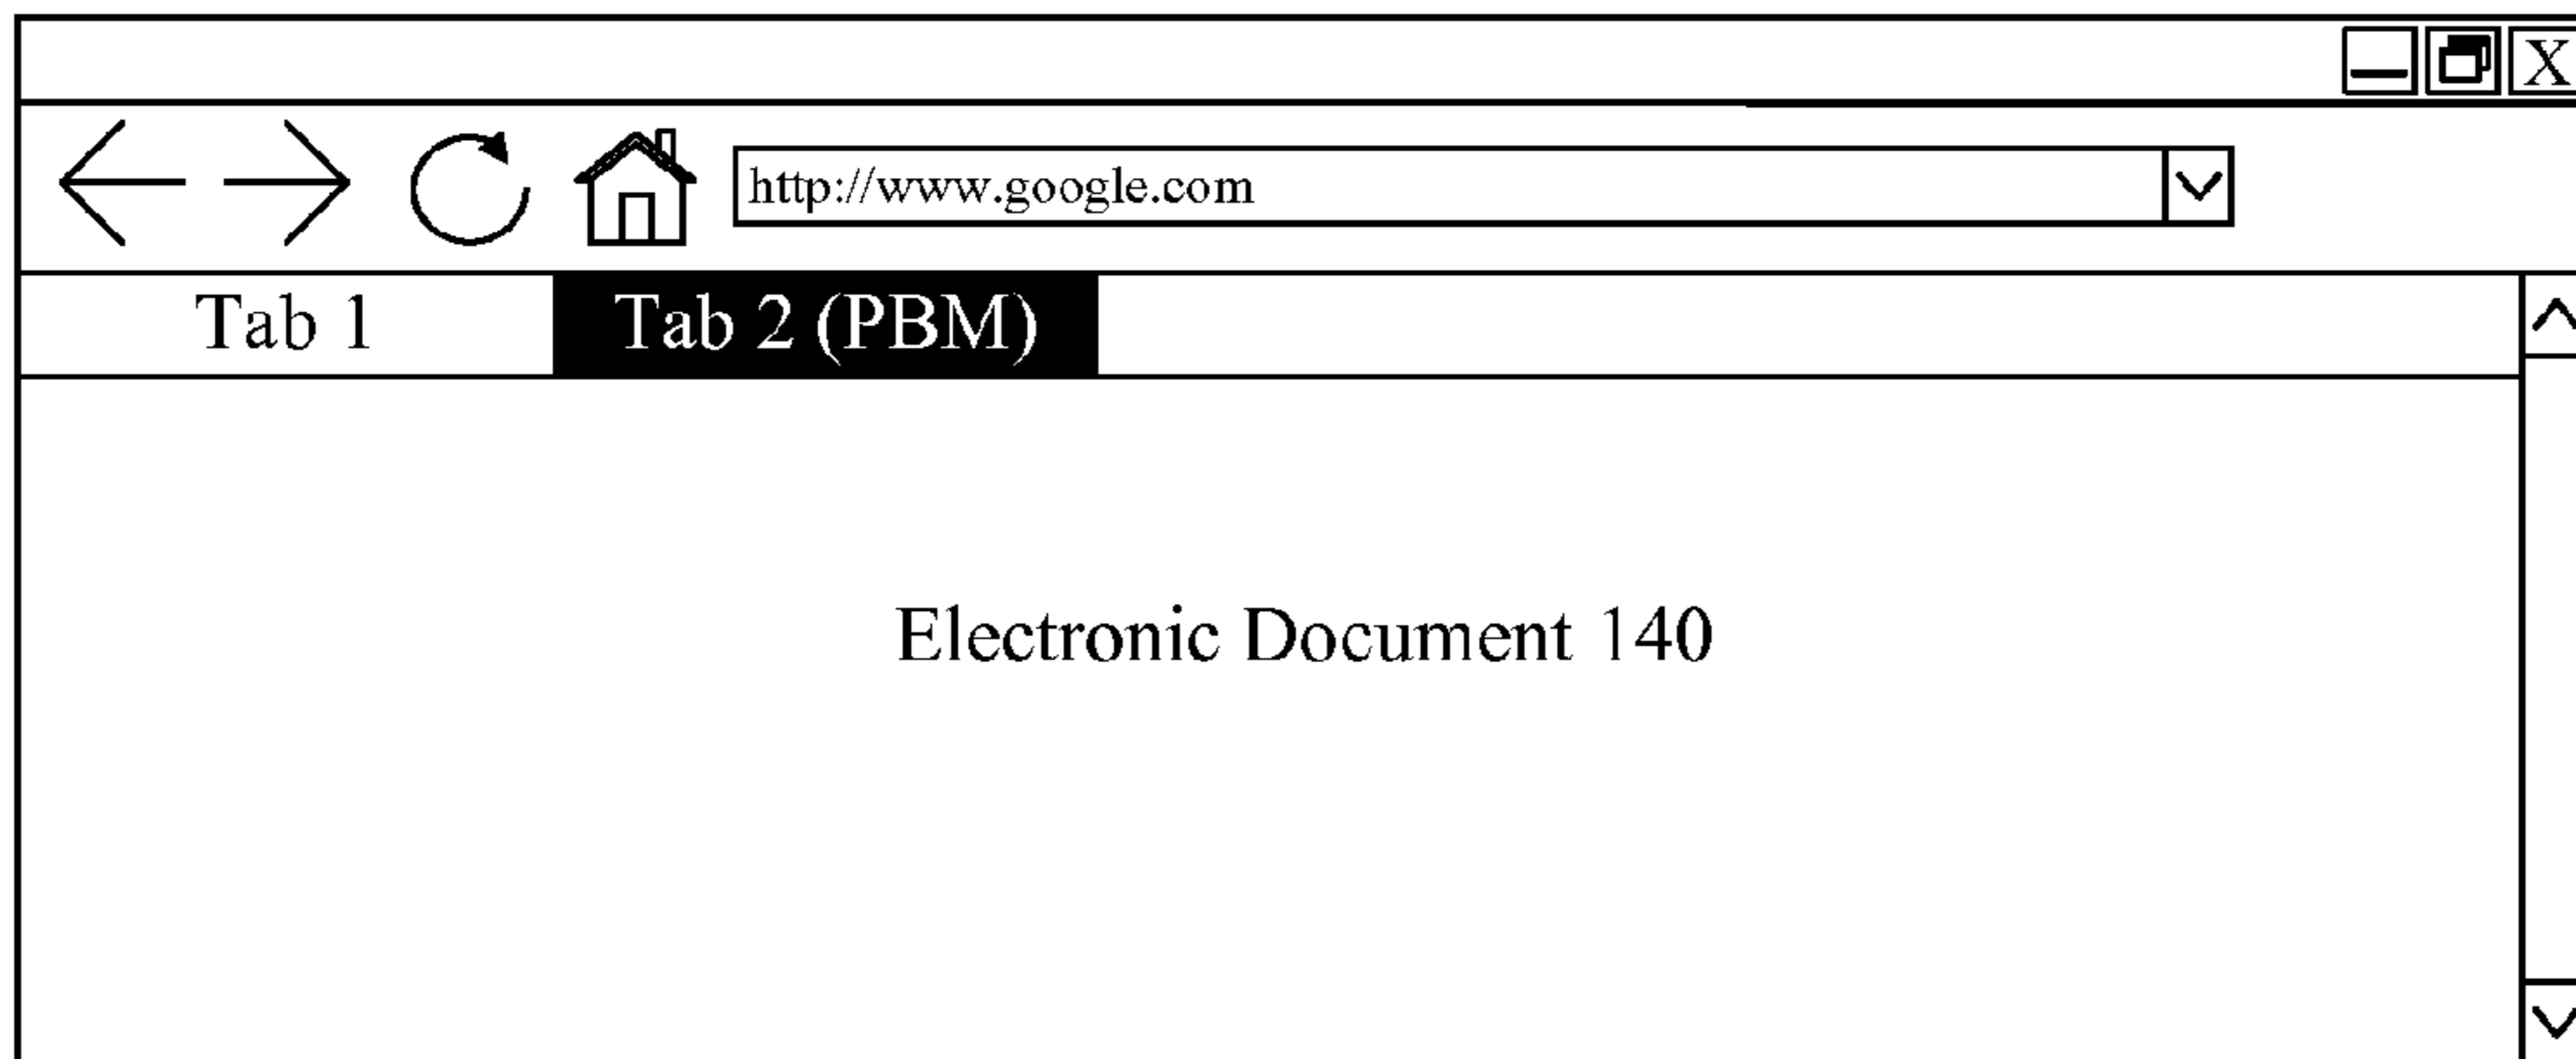 X
http://www.google.com
Tab 1
Tab 2 (PBM)
Electronic Document 140